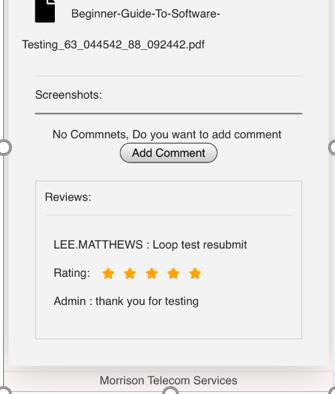 Beginner-Guide-To-Software-
Testing_63_044542_88_092442.pdf
Screenshots:
No Commnets, Do you want to add comment
Add Comment
Reviews:
LEE.MATTHEWS : Loop test resubmit
Rating:
Admin : thank you for testing
Morrison Telecom Services